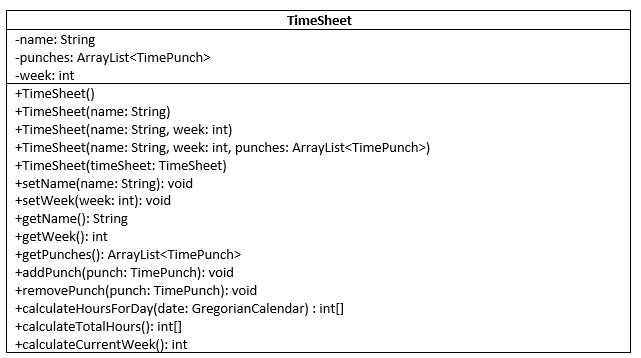 TimeSheet
-name: String
-punches: ArrayList<TimePunch>
-week: int
+TimeSheet()
+TimeSheet(name: String)
+TimeSheet(name: String, week: int)
+TimeSheet(name: String, week: int, punches: ArrayList<TimePunch>)
+TimeSheet(timeSheet: TimeSheet)
+setName(name: String): void
+setWeek(week: int): void
+getName(): String
+getWeek(): int
+getPunches(): ArrayList<TimePunch>
+addPunch(punch: TimePunch): void
+removePunch(punch: TimePunch): void
+calculateHoursForDay(date: GregorianCalendar) : int[]
+calculateTotalHours(): int[]
+calculateCurrentWeek(): int